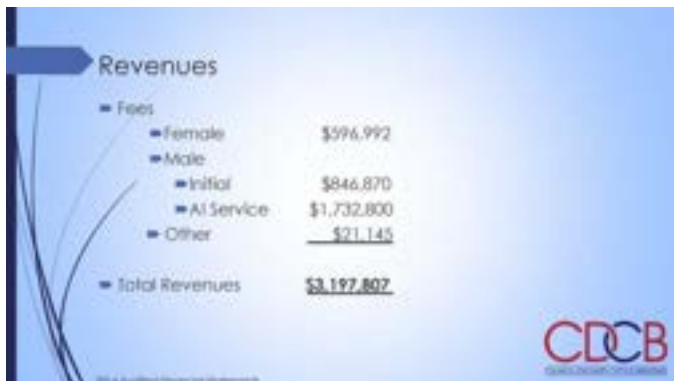 Revenues
Fees
Female $596,992
Male
Initial $846,870
AI Service $1,732,800
Other $21,145
Total Revenues $3,197,807
CDCB